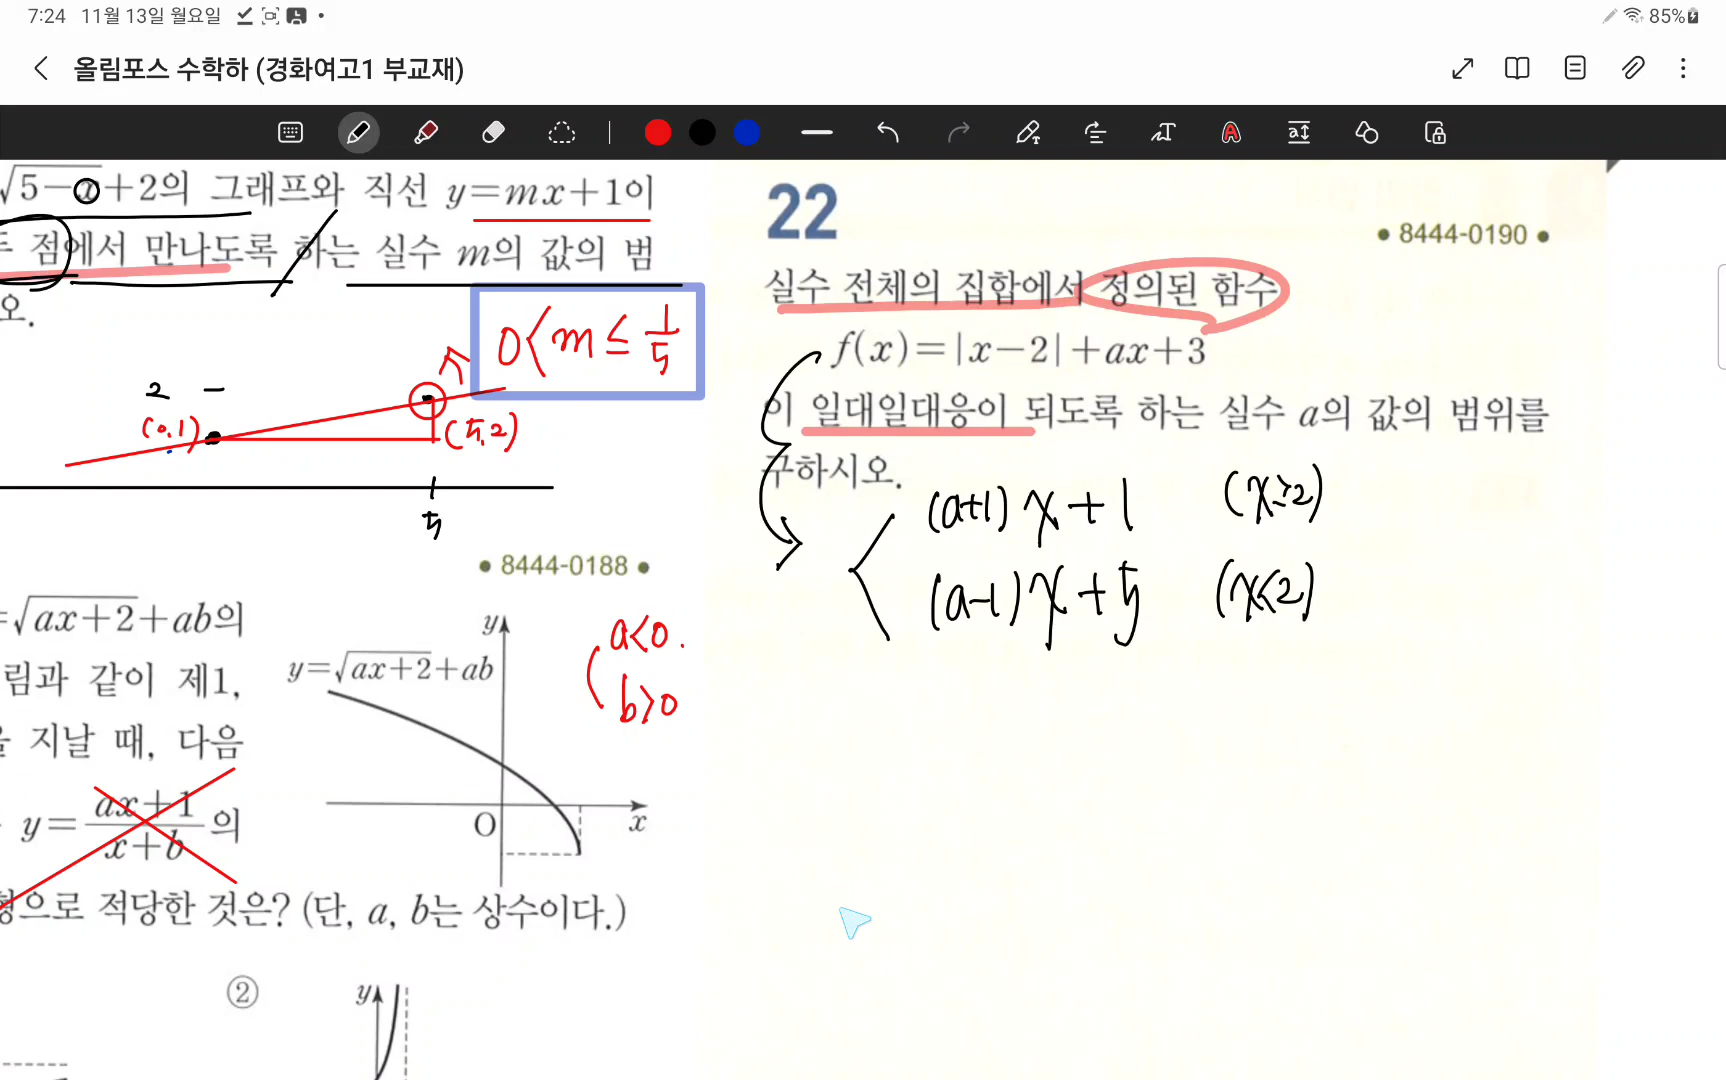 7:24 11월 13일 월요일
85%
올림포스 수학하 (경화여고1 부교재)
√5−x+2의 그래프와 직선 y=mx+1이
점에서 만나도록 하는 실수 m의 값의 범
오.
0<m≤1/5
2
(0,1)
(5,2)
5
• 8444-0188 •
=√ax+2+ab의
림과 같이 제1,
지날 때, 다음
y=(ax+1)/(x+b)의
형으로 적당한 것은? (단, a, b는 상수이다.)
y
y=√ax+2+ab
O
x
a<0.
b>0
②
y
22
• 8444-0190 •
실수 전체의 집합에서 정의된 함수
f(x)=|x−2|+ax+3
이 일대일대응이 되도록 하는 실수 a의 값의 범위를
구하시오.
(a+1)x+1 (x≥2)
(a-1)x+5 (x<2)